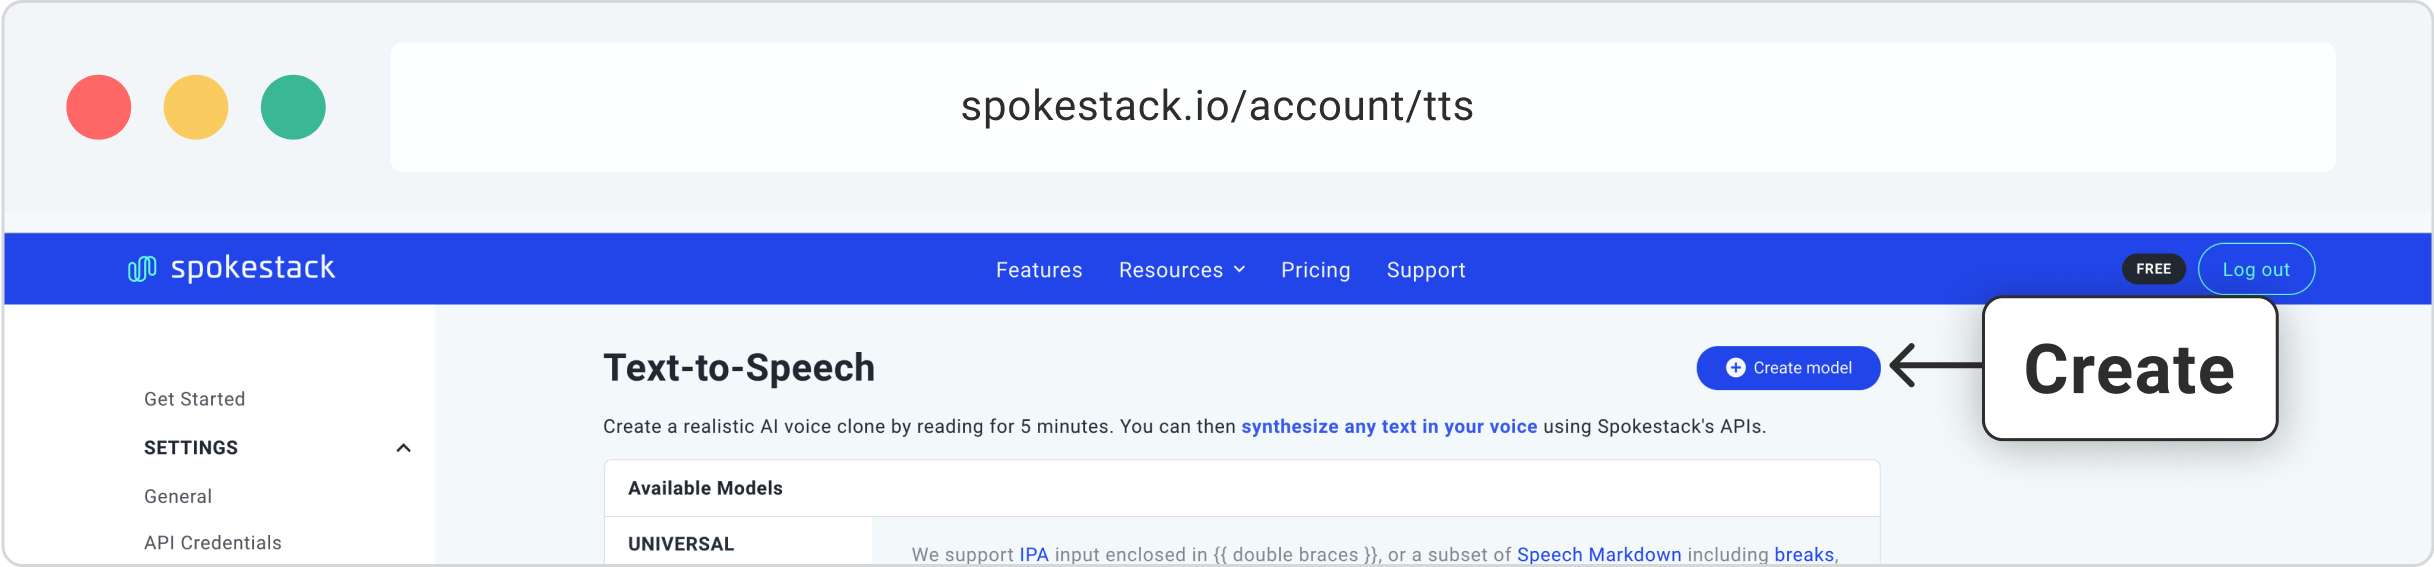 spokestack.io/account/tts
spokestack
Features Resources Pricing Support
FREE
Log out
Text-to-Speech
Create model
Create
Get Started
Create a realistic AI voice clone by reading for 5 minutes. You can then synthesize any text in your voice using Spokestack's APIs.
SETTINGS
Available Models
General
UNIVERSAL
API Credentials
We support IPA input enclosed in {{ double braces }}, or a subset of Speech Markdown including breaks,